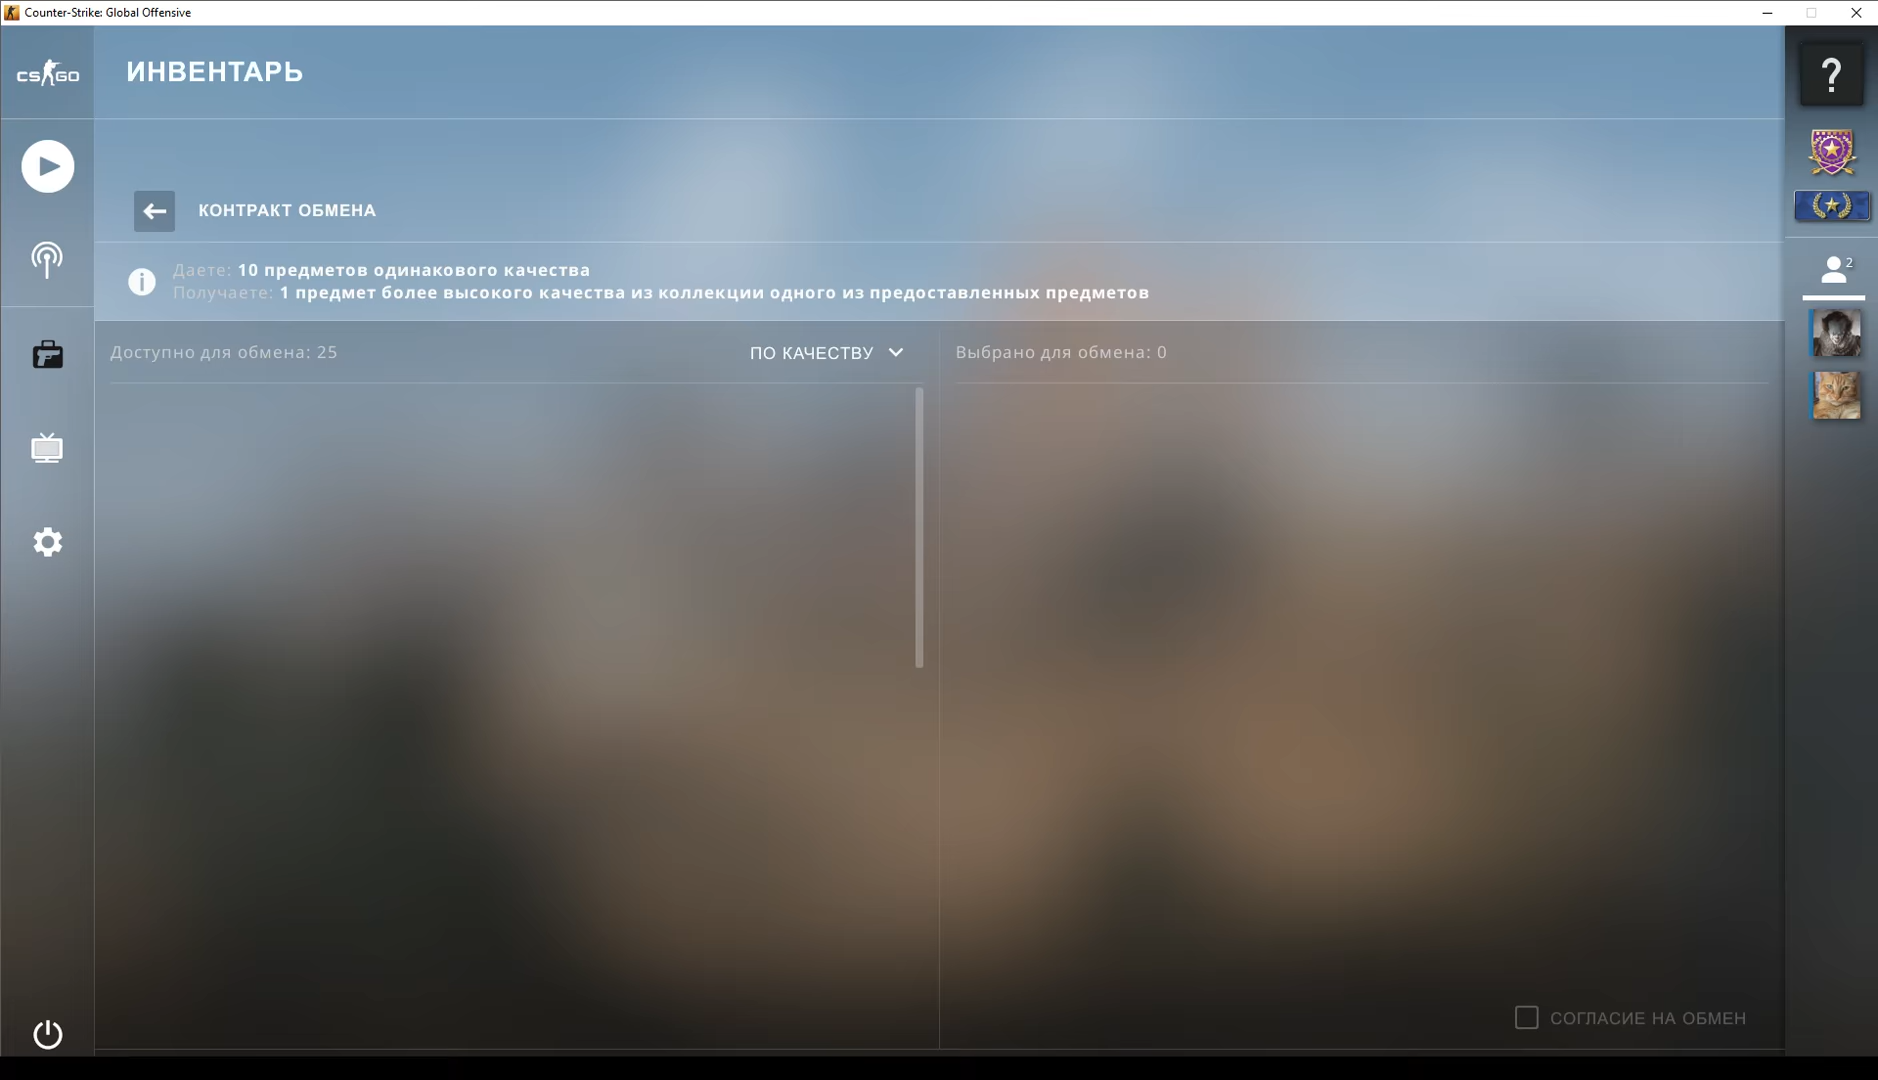 Counter-Strike: Global Offensive
CS GO
ИНВЕНТАРЬ
?
КОНТРАКТ ОБМЕНА
Даете: 10 предметов одинакового качества
Получаете: 1 предмет более высокого качества из коллекции одного из предоставленных предметов
2
Доступно для обмена: 25
ПО КАЧЕСТВУ
Выбрано для обмена: 0
СОГЛАСИЕ НА ОБМЕН